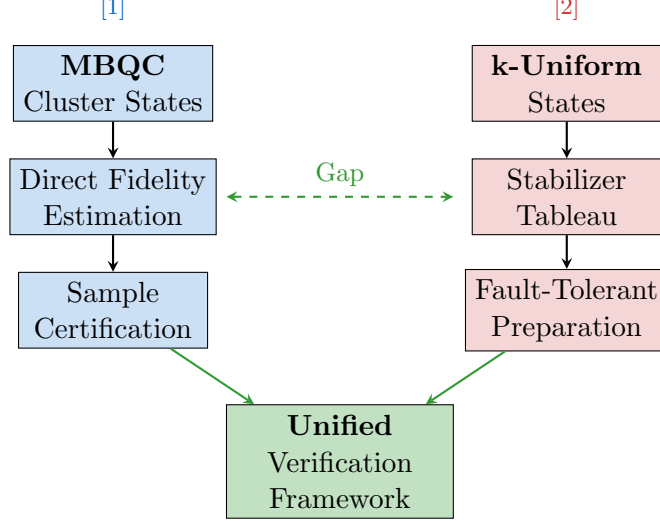 [1]
[2]
MBQC
Cluster States
k-Uniform
States
Direct Fidelity
Estimation
Gap
Stabilizer
Tableau
Sample
Certification
Fault-Tolerant
Preparation
Unified
Verification
Framework